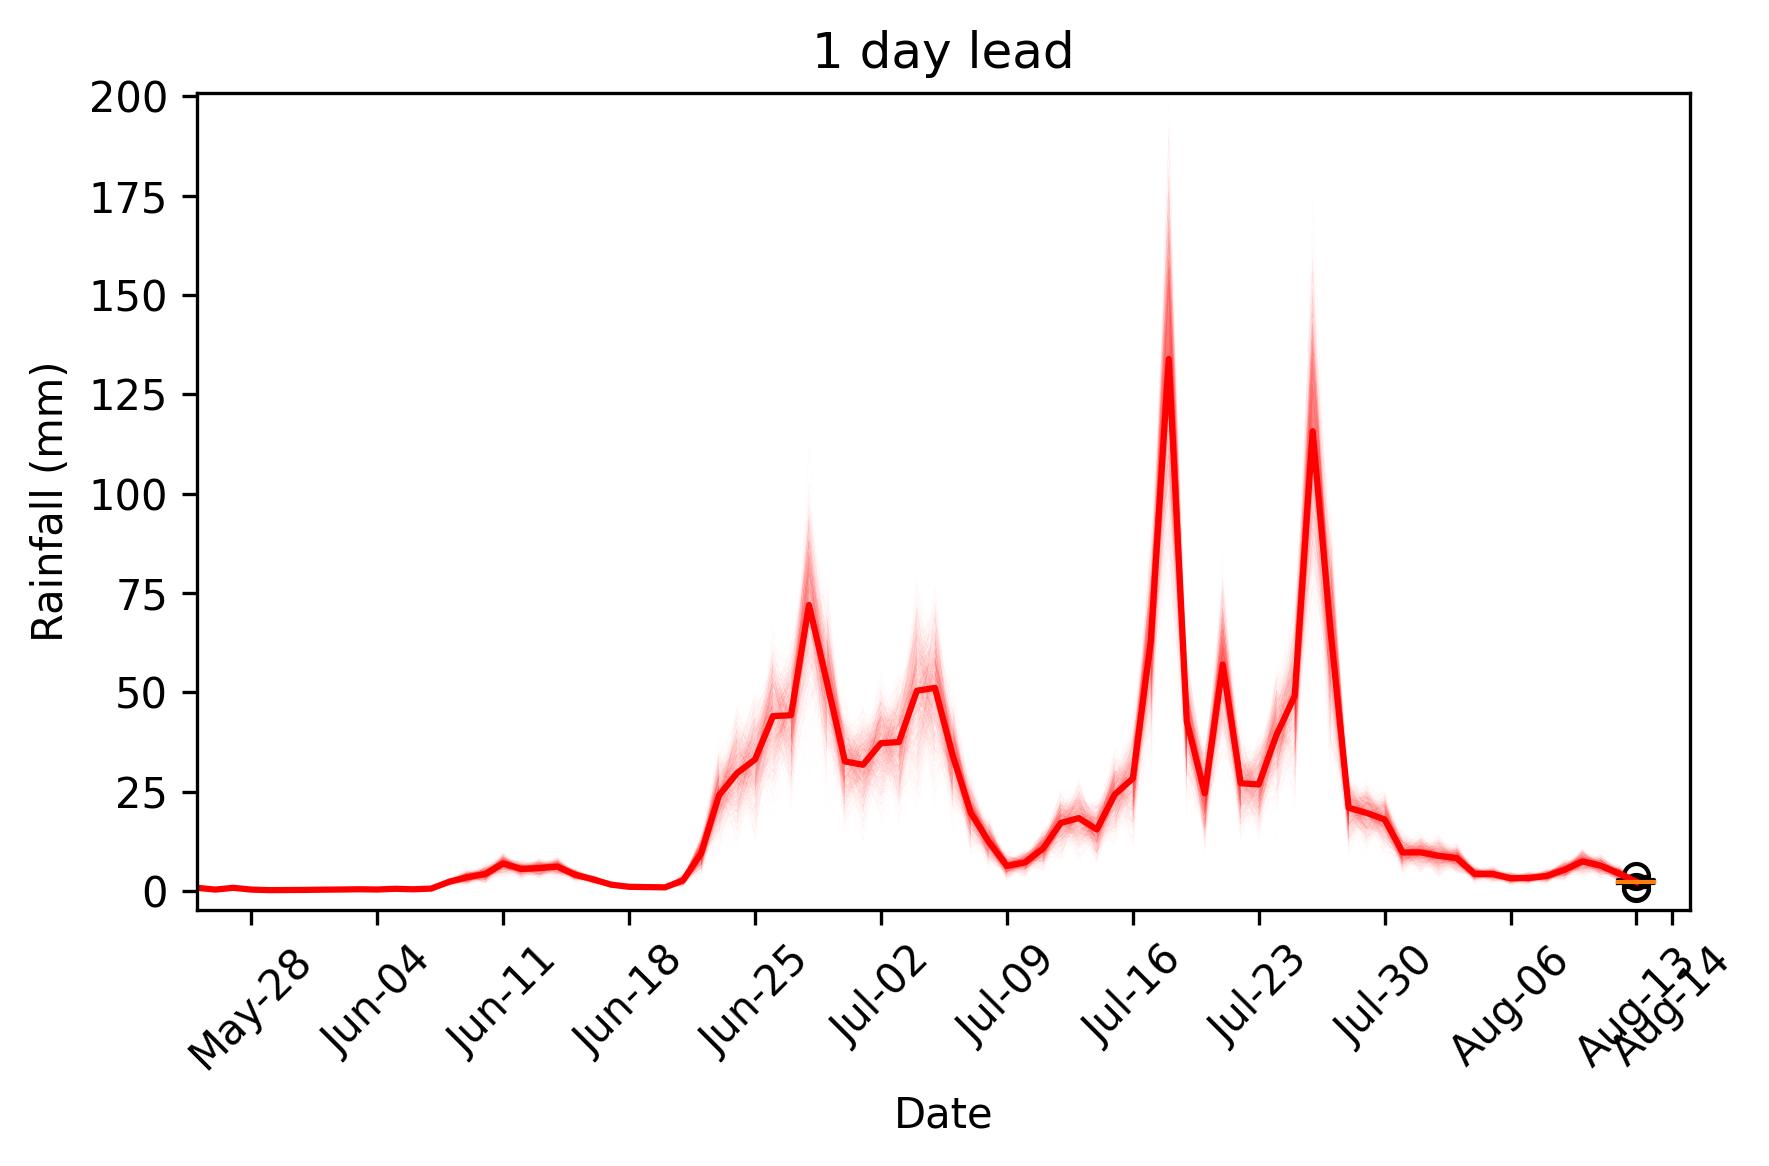 1 day lead
200
175
150
125
100
75
50
25
0
Rainfall (mm)
May-28
Jun-04
Jun-11
Jun-18
Jun-25
Jul-02
Jul-09
Jul-16
Jul-23
Jul-30
Aug-06
Aug-13
Aug-14
Date